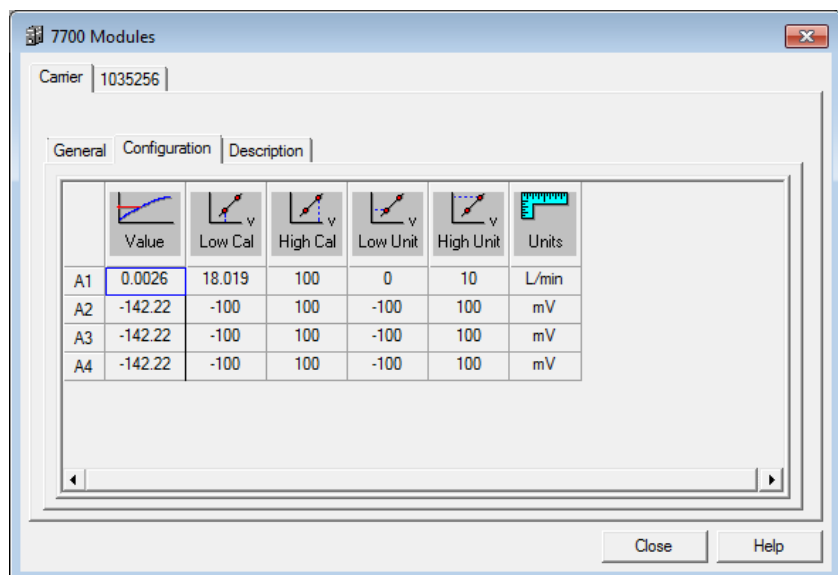 7700 Modules
Carrier 1035256
General Configuration Description
Value Low Cal High Cal Low Unit High Unit Units
A1 0.0026 18.019 100 0 10 L/min
A2 -142.22 -100 100 -100 100 mV
A3 -142.22 -100 100 -100 100 mV
A4 -142.22 -100 100 -100 100 mV
Close Help